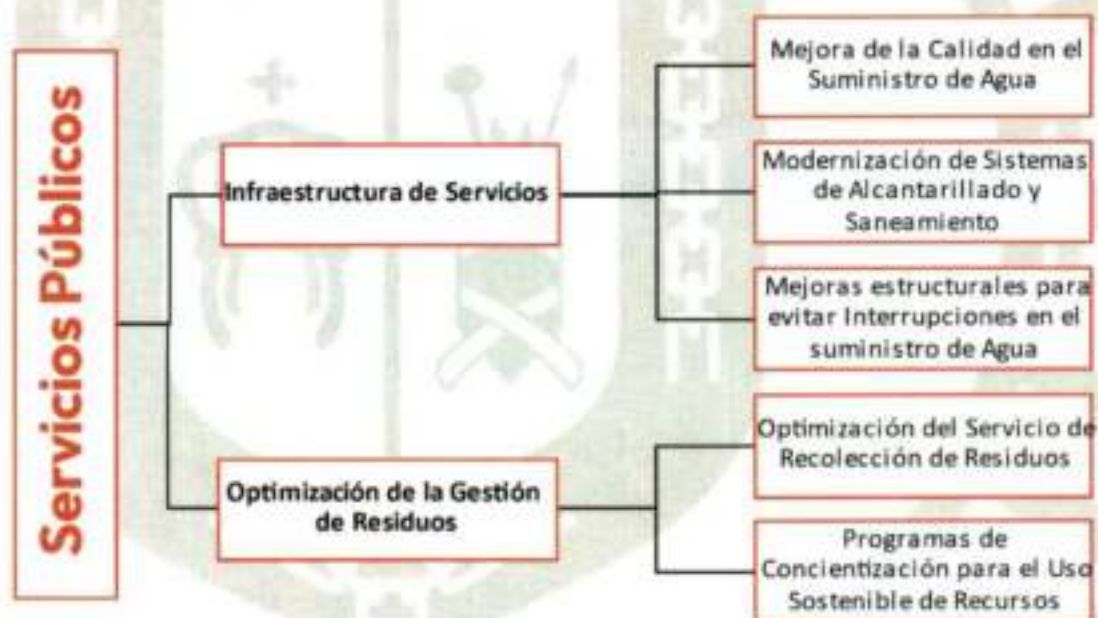 Servicios Públicos
Infraestructura de Servicios
Mejora de la Calidad en el
Suministro de Agua
Modernización de Sistemas
de Alcantarillado y
Saneamiento
Mejoras estructurales para
evitar Interrupciones en el
suministro de Agua
Optimización de la Gestión
de Residuos
Optimización del Servicio de
Recolección de Residuos
Programas de
Concientización para el Uso
Sostenible de Recursos